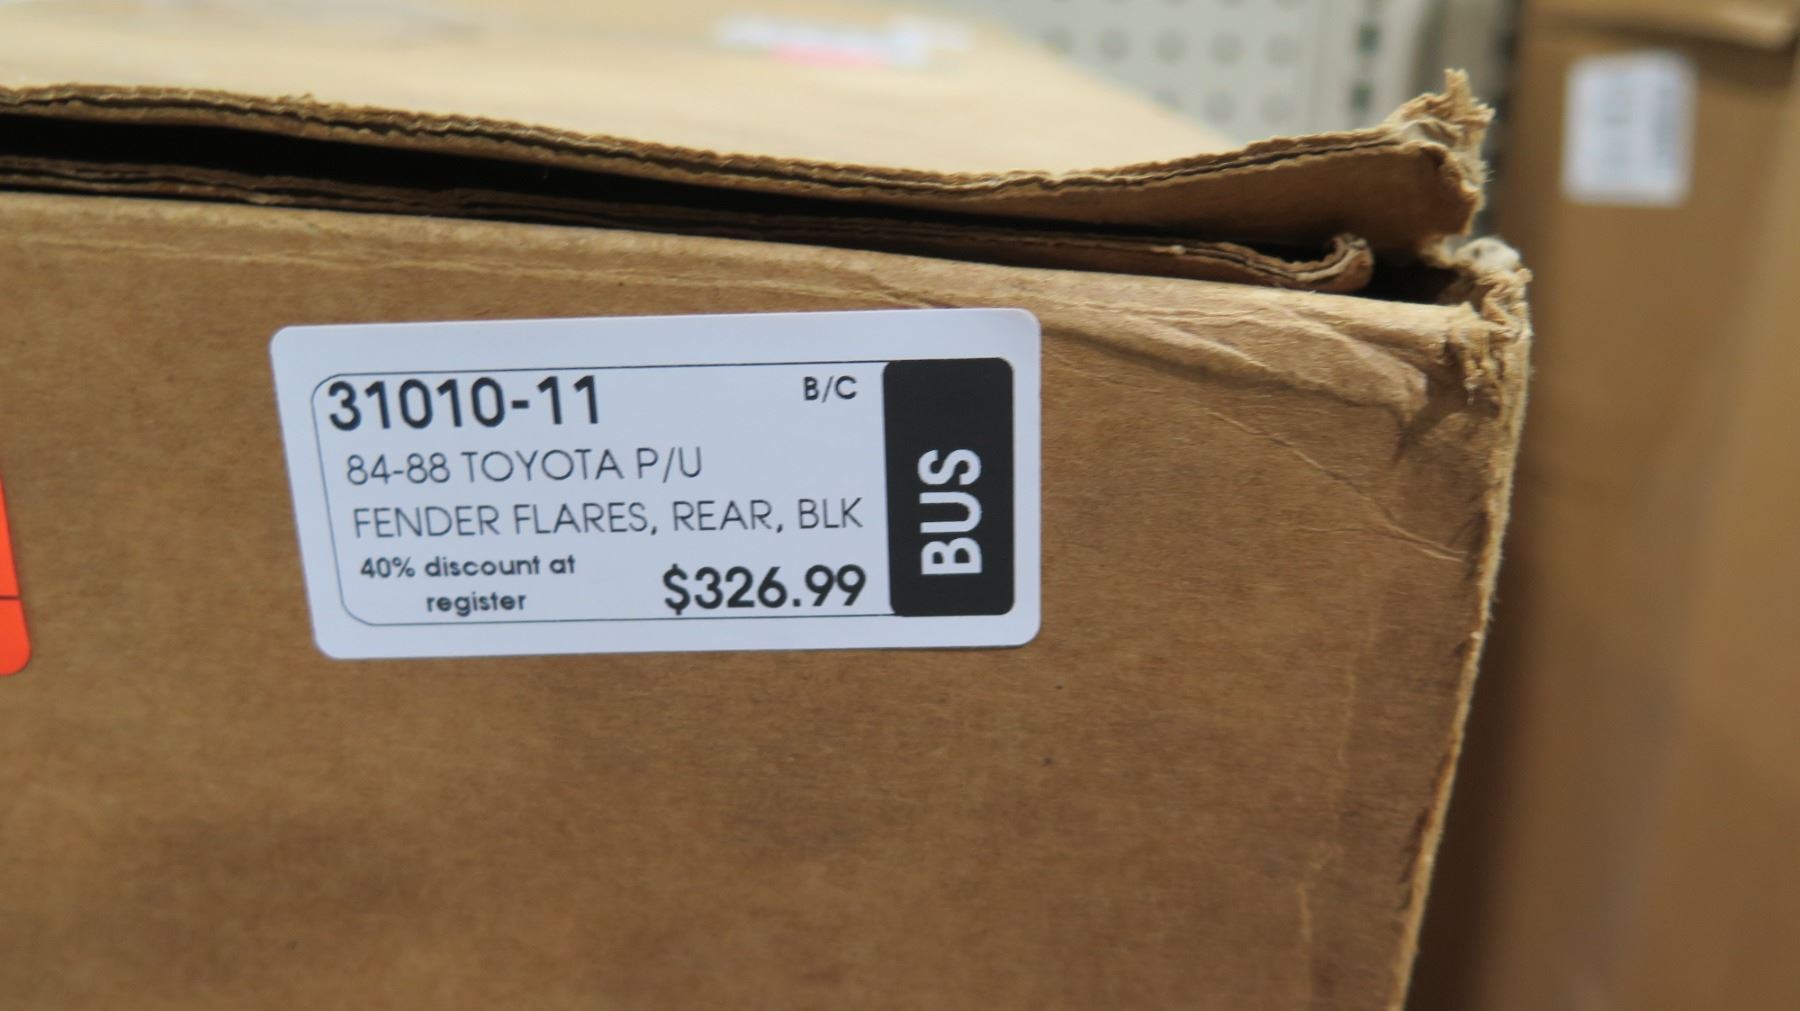 31010-11 B/C
84-88 TOYOTA P/U
FENDER FLARES, REAR, BLK
40% discount at
register $326.99
BUS